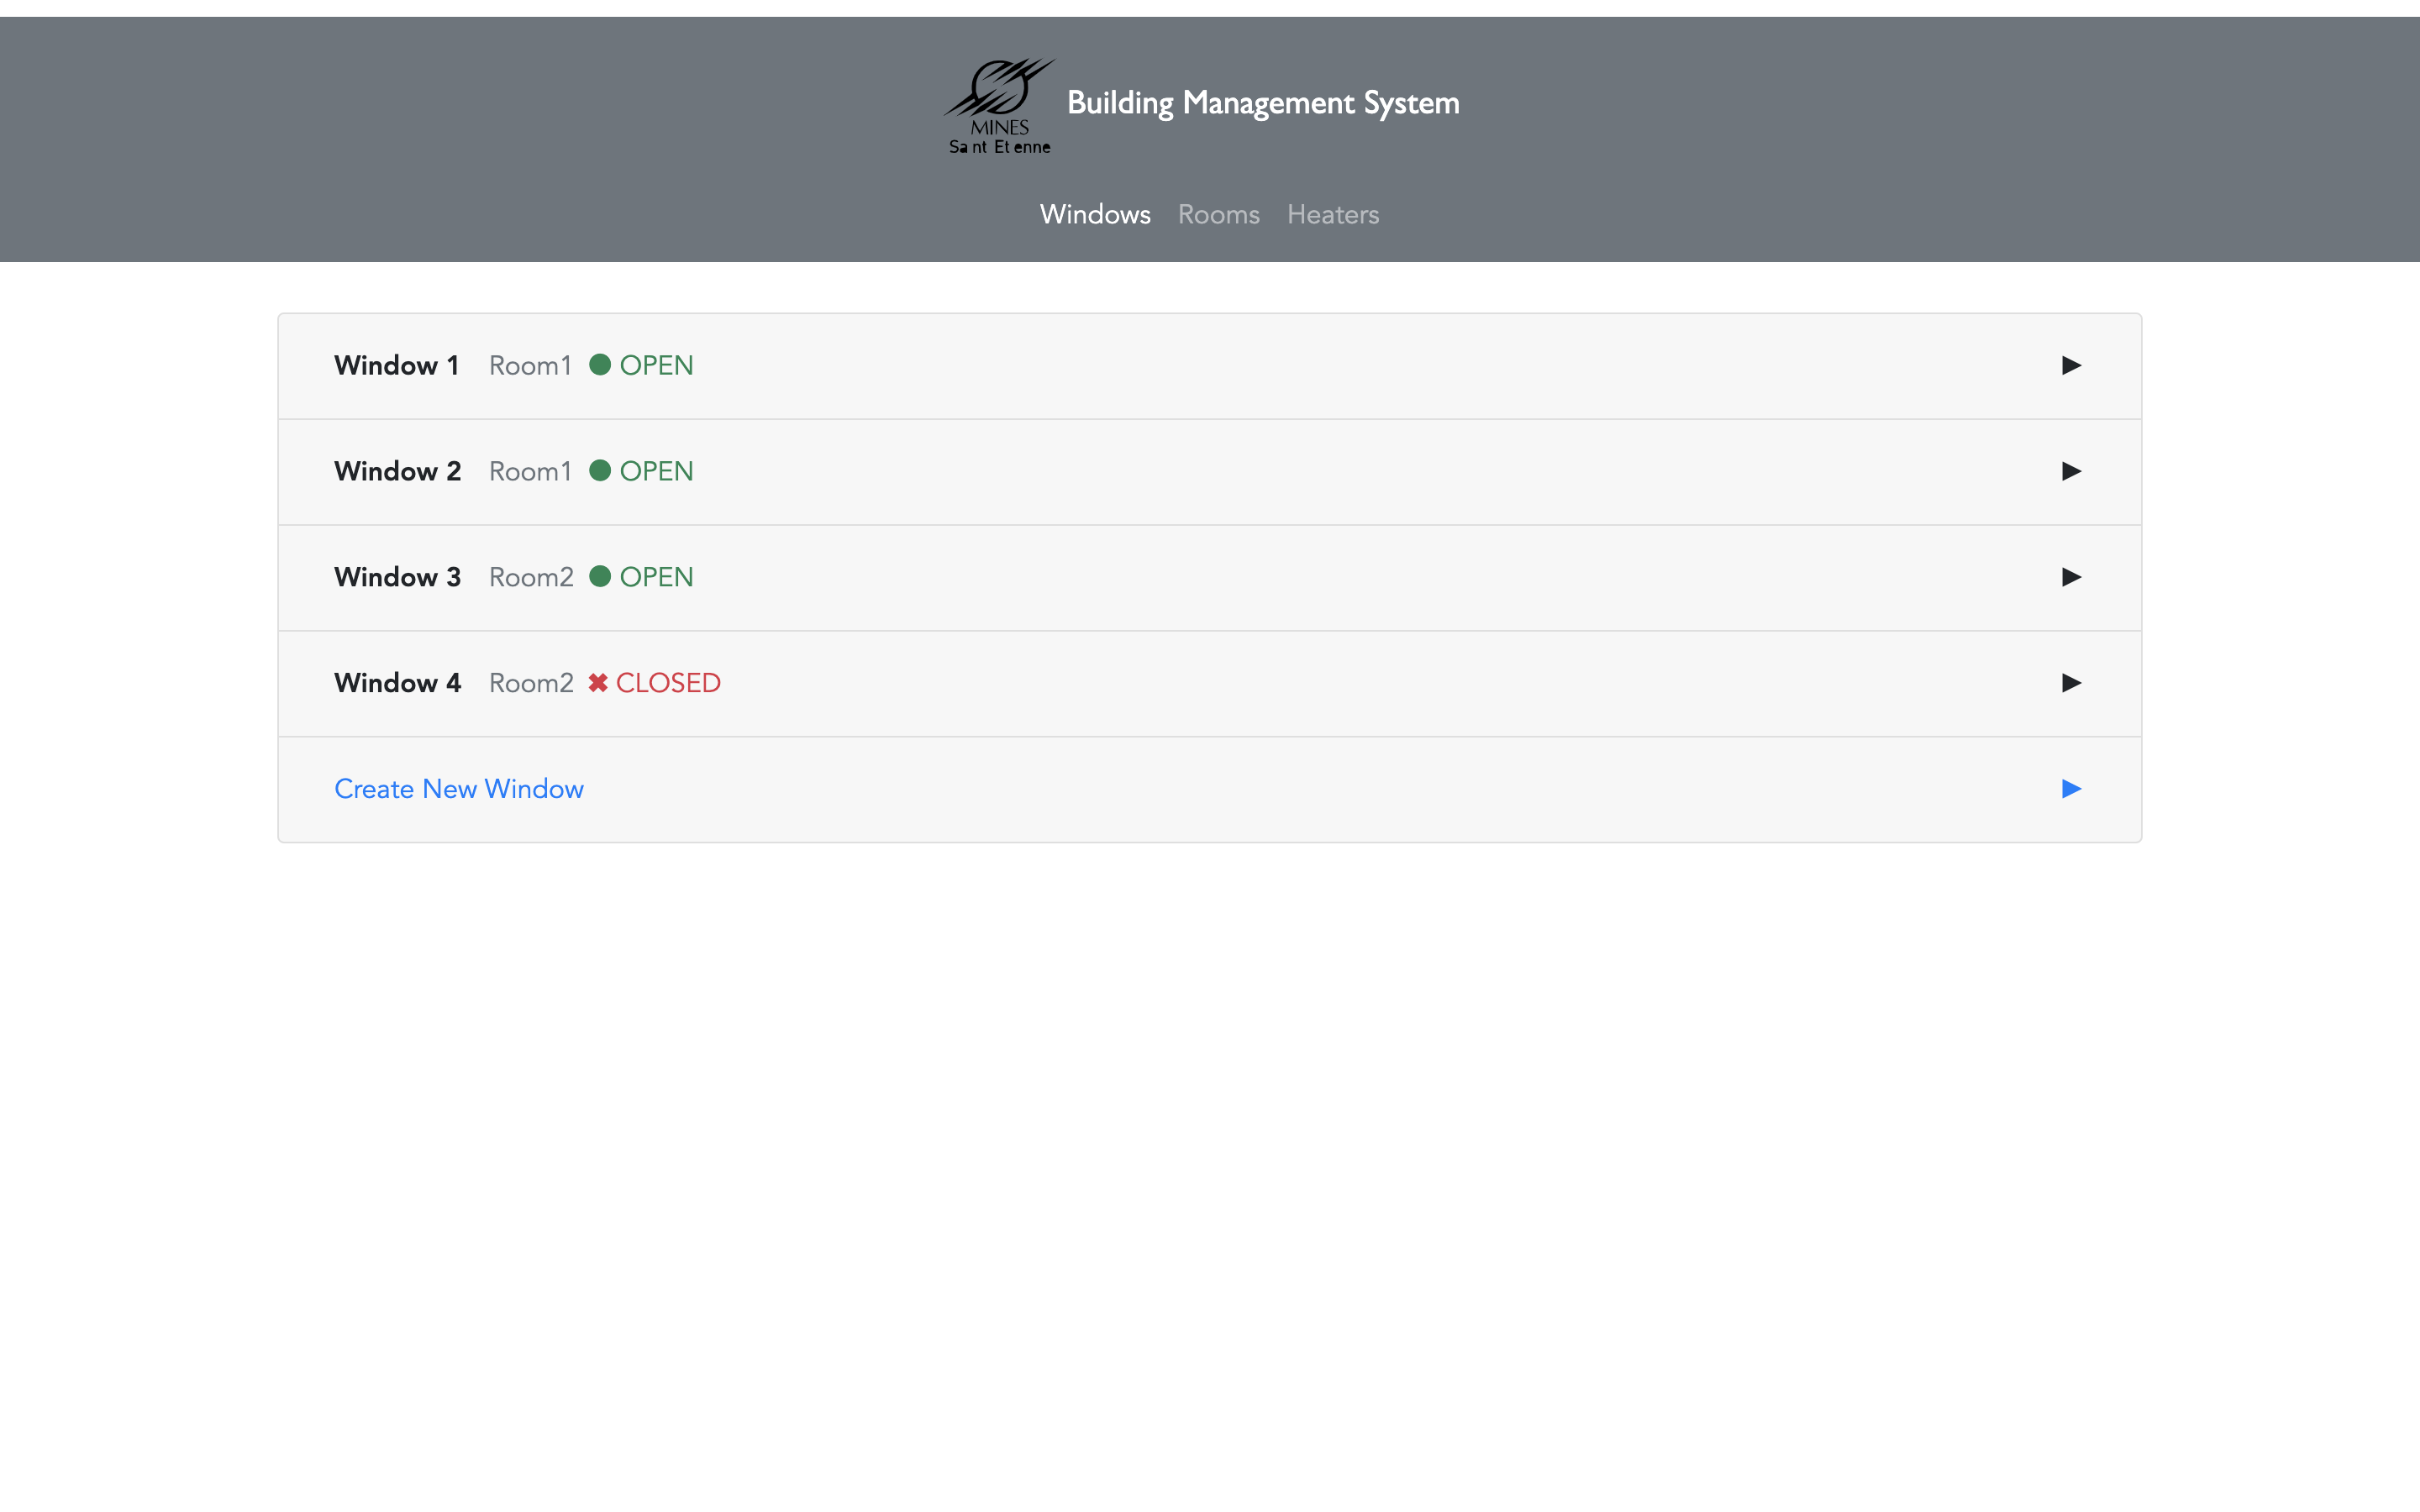 MINES
Sa nt Et enne
Building Management System
Windows Rooms Heaters
Window 1 Room1 OPEN
Window 2 Room1 OPEN
Window 3 Room2 OPEN
Window 4 Room2 CLOSED
Create New Window